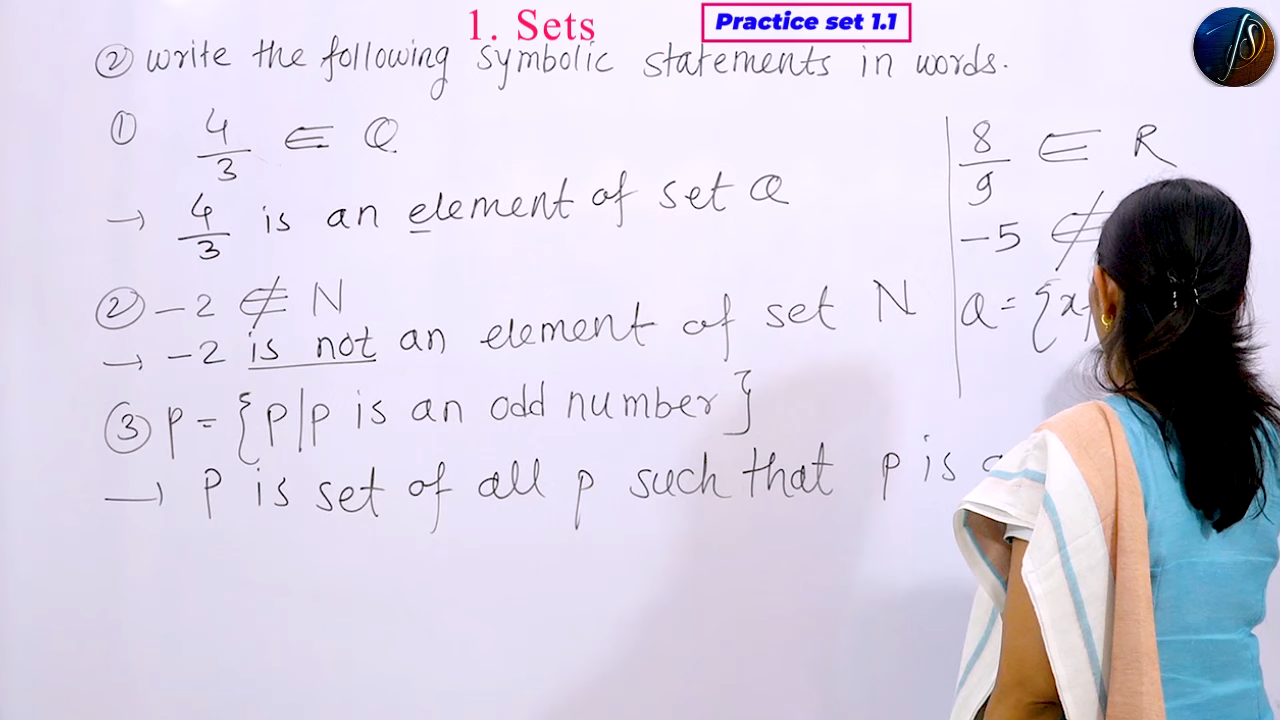 1. Sets
Practice set 1.1
② Write the following symbolic statements in words.
① 4/3 ∈ Q
→ 4/3 is an element of set Q
② -2 ∉ N
→ -2 is not an element of set N
③ P = {p|p is an odd number}
→ P is set of all p such that p is
8/9 ∈ R
-5 ∉
Q = {x